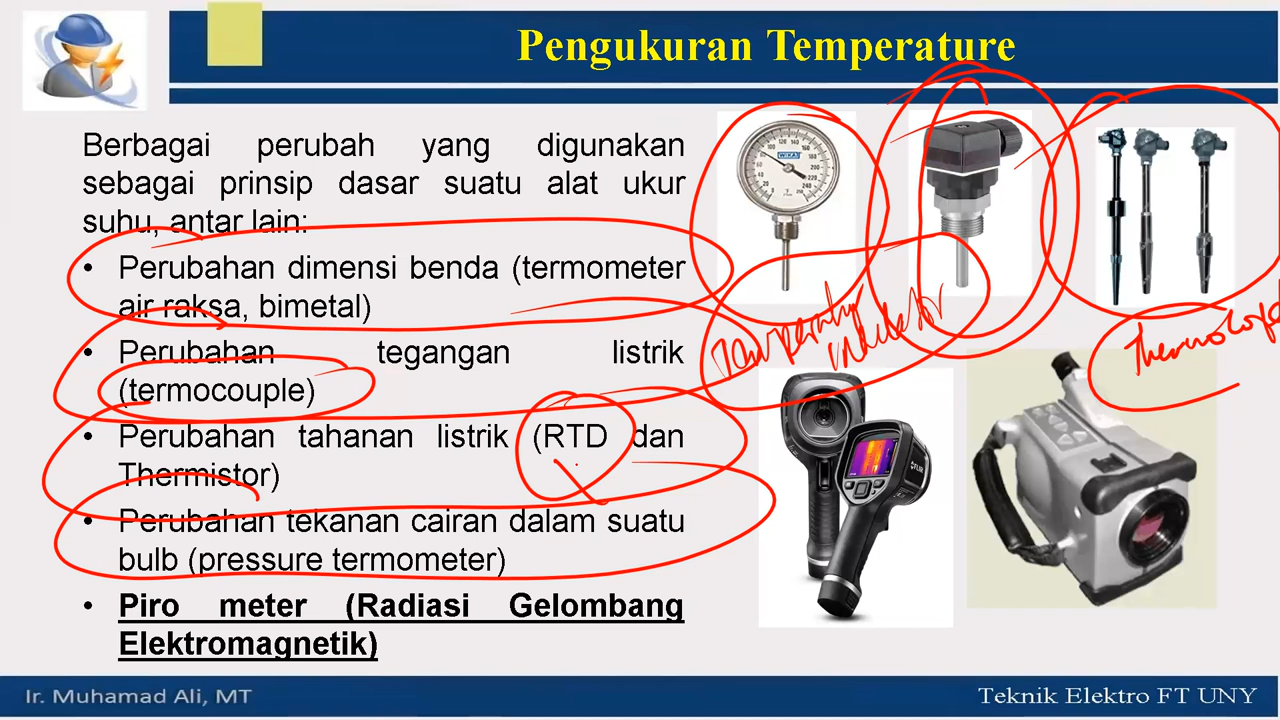 Pengukuran Temperature
Berbagai perubah yang digunakan
sebagai prinsip dasar suatu alat ukur
suhu, antar lain:
• Perubahan dimensi benda (termometer
air raksa, bimetal)
• Perubahan tegangan listrik
(termocouple)
• Perubahan tahanan listrik (RTD dan
Thermistor)
• Perubahan tekanan cairan dalam suatu
bulb (pressure termometer)
• Piro meter (Radiasi Gelombang
Elektromagnetik)
WIKA
FLIR
Ir. Muhamad Ali, MT
Teknik Elektro FT UNY